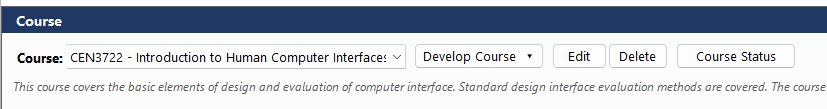 Course
Course: CEN3722 - Introduction to Human Computer Interfaces Develop Course Edit Delete Course Status
This course covers the basic elements of design and evaluation of computer interface. Standard design interface evaluation methods are covered. The course